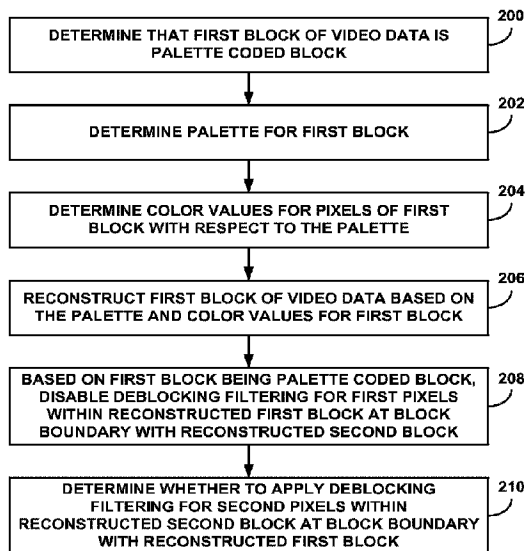 200
DETERMINE THAT FIRST BLOCK OF VIDEO DATA IS
PALETTE CODED BLOCK
202
DETERMINE PALETTE FOR FIRST BLOCK
204
DETERMINE COLOR VALUES FOR PIXELS OF FIRST
BLOCK WITH RESPECT TO THE PALETTE
206
RECONSTRUCT FIRST BLOCK OF VIDEO DATA BASED ON
THE PALETTE AND COLOR VALUES FOR FIRST BLOCK
208
BASED ON FIRST BLOCK BEING PALETTE CODED BLOCK,
DISABLE DEBLOCKING FILTERING FOR FIRST PIXELS
WITHIN RECONSTRUCTED FIRST BLOCK AT BLOCK
BOUNDARY WITH RECONSTRUCTED SECOND BLOCK
210
DETERMINE WHETHER TO APPLY DEBLOCKING
FILTERING FOR SECOND PIXELS WITHIN
RECONSTRUCTED SECOND BLOCK AT BLOCK BOUNDARY
WITH RECONSTRUCTED FIRST BLOCK